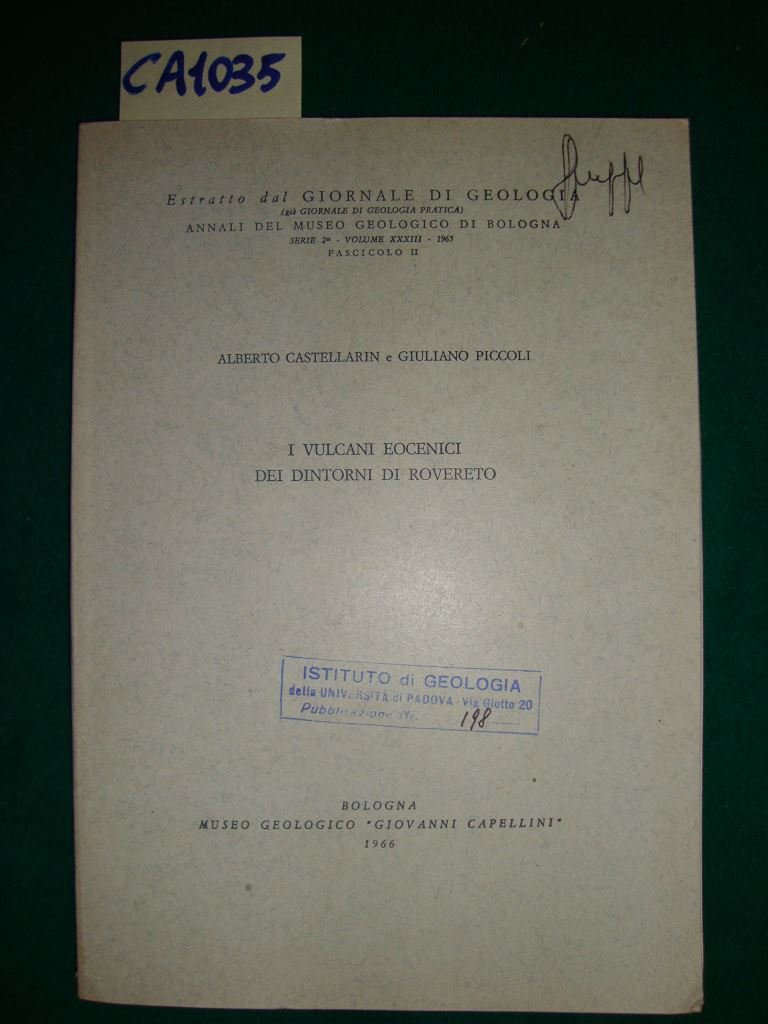 CA1035
Estratto dal GIORNALE DI GEOLOGIA
(già GIORNALE DI GEOLOGIA PRATICA)
ANNALI DEL MUSEO GEOLOGICO DI BOLOGNA
SERIE 2ª - VOLUME XXXIII - 1965
FASCICOLO II
ALBERTO CASTELLARIN e GIULIANO PICCOLI
I VULCANI EOCENICI
DEI DINTORNI DI ROVERETO
ISTITUTO di GEOLOGIA
della UNIVERSITÀ di PADOVA - Via Giotto 20
Pubblicazione N. 198
BOLOGNA
MUSEO GEOLOGICO "GIOVANNI CAPELLINI"
1966